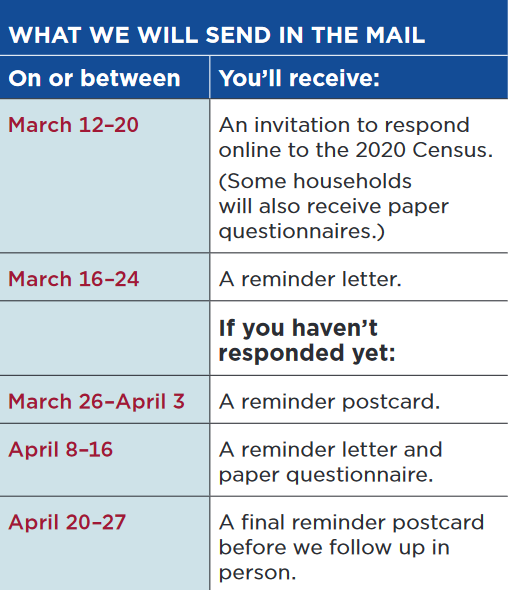 WHAT WE WILL SEND IN THE MAIL
On or between
You’ll receive:
March 12–20
An invitation to respond
online to the 2020 Census.
(Some households
will also receive paper
questionnaires.)
March 16–24
A reminder letter.
If you haven’t
responded yet:
March 26–April 3
A reminder postcard.
April 8–16
A reminder letter and
paper questionnaire.
April 20–27
A final reminder postcard
before we follow up in
person.